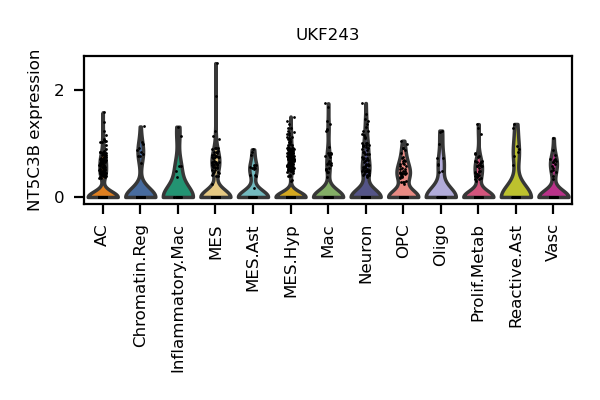 UKF243
NT5C3B expression
2
0
AC
Chromatin.Reg
Inflammatory.Mac
MES
MES.Ast
MES.Hyp
Mac
Neuron
OPC
Oligo
Prolif.Metab
Reactive.Ast
Vasc